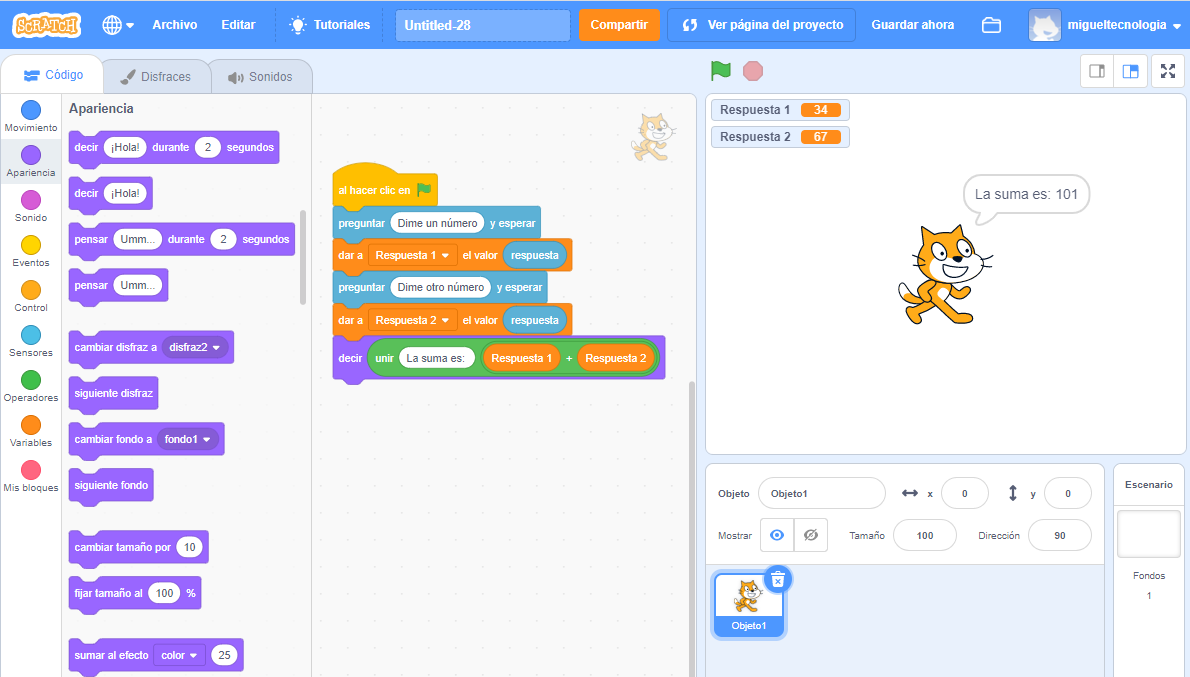 SCRATCH
Archivo
Editar
Tutoriales
Untitled-28
Compartir
Ver página del proyecto
Guardar ahora
migueltecnologia
Código
Disfraces
Sonidos
Movimiento
Apariencia
Sonido
Eventos
Control
Sensores
Operadores
Variables
Mis bloques
Apariencia
decir ¡Hola! durante 2 segundos
decir ¡Hola!
pensar Umm... durante 2 segundos
pensar Umm...
cambiar disfraz a disfraz2
siguiente disfraz
cambiar fondo a fondo1
siguiente fondo
cambiar tamaño por 10
fijar tamaño al 100 %
sumar al efecto color 25
al hacer clic en
preguntar Dime un número y esperar
dar a Respuesta 1 el valor respuesta
preguntar Dime otro número y esperar
dar a Respuesta 2 el valor respuesta
decir unir La suma es: Respuesta 1 + Respuesta 2
Respuesta 1 34
Respuesta 2 67
La suma es: 101
Objeto Objeto1 x 0 y 0
Mostrar Tamaño 100 Dirección 90
Objeto1
Escenario
Fondos
1